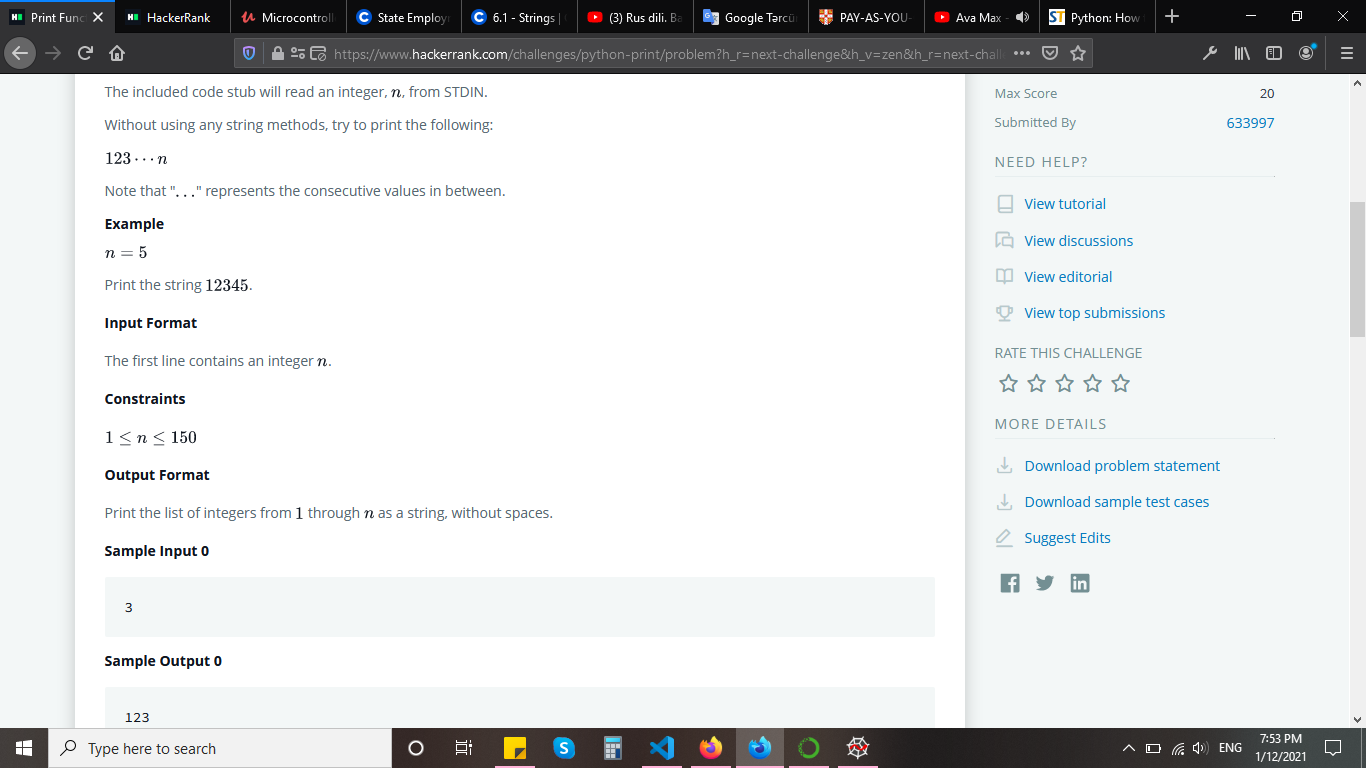 Print Func
HackerRank
Microcontroll
State Employ
6.1 - Strings |
(3) Rus dili. Ba
Google Tərcü
PAY-AS-YOU-
Ava Max -
Python: How
https://www.hackerrank.com/challenges/python-print/problem?h_r=next-challenge&h_v=zen&h_r=next-chall
The included code stub will read an integer, n, from STDIN.
Without using any string methods, try to print the following:
123⋯n
Note that "..." represents the consecutive values in between.
Example
n = 5
Print the string 12345.
Input Format
The first line contains an integer n.
Constraints
1 ≤ n ≤ 150
Output Format
Print the list of integers from 1 through n as a string, without spaces.
Sample Input 0
3
Sample Output 0
123
Max Score 20
Submitted By 633997
NEED HELP?
View tutorial
View discussions
View editorial
View top submissions
RATE THIS CHALLENGE
MORE DETAILS
Download problem statement
Download sample test cases
Suggest Edits
Type here to search
ENG
7:53 PM
1/12/2021